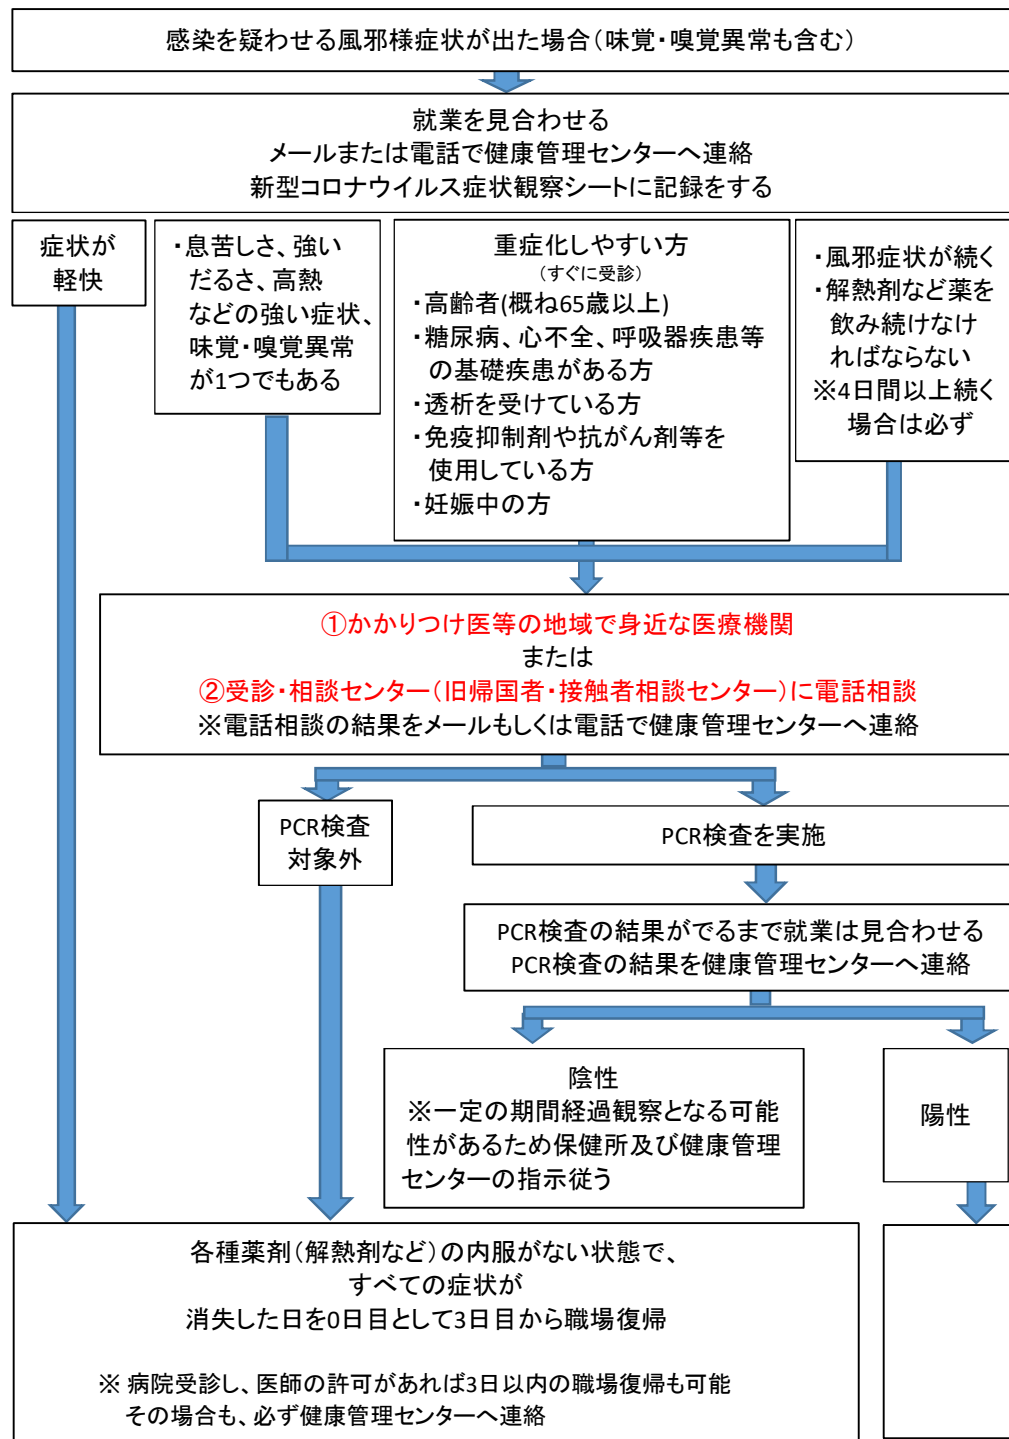 感染を疑わせる風邪様症状が出た場合（味覚・嗅覚異常も含む）
就業を見合わせる
メールまたは電話で健康管理センターへ連絡
新型コロナウイルス症状観察シートに記録をする
症状が
軽快
・息苦しさ、強い
だるさ、高熱
などの強い症状、
味覚・嗅覚異常
が1つでもある
重症化しやすい方
（すぐに受診）
・高齢者(概ね65歳以上)
・糖尿病、心不全、呼吸器疾患等
の基礎疾患がある方
・透析を受けている方
・免疫抑制剤や抗がん剤等を
使用している方
・妊娠中の方
・風邪症状が続く
・解熱剤など薬を
飲み続けなけ
ればならない
※4日間以上続く
場合は必ず
①かかりつけ医等の地域で身近な医療機関
または
②受診・相談センター（旧帰国者・接触者相談センター）に電話相談
※電話相談の結果をメールもしくは電話で健康管理センターへ連絡
PCR検査
対象外
PCR検査を実施
PCR検査の結果がでるまで就業は見合わせる
PCR検査の結果を健康管理センターへ連絡
陰性
※一定の期間経過観察となる可能
性があるため保健所及び健康管理
センターの指示従う
陽性
各種薬剤（解熱剤など）の内服がない状態で、
すべての症状が
消失した日を0日目として3日目から職場復帰
※ 病院受診し、医師の許可があれば3日以内の職場復帰も可能
その場合も、必ず健康管理センターへ連絡